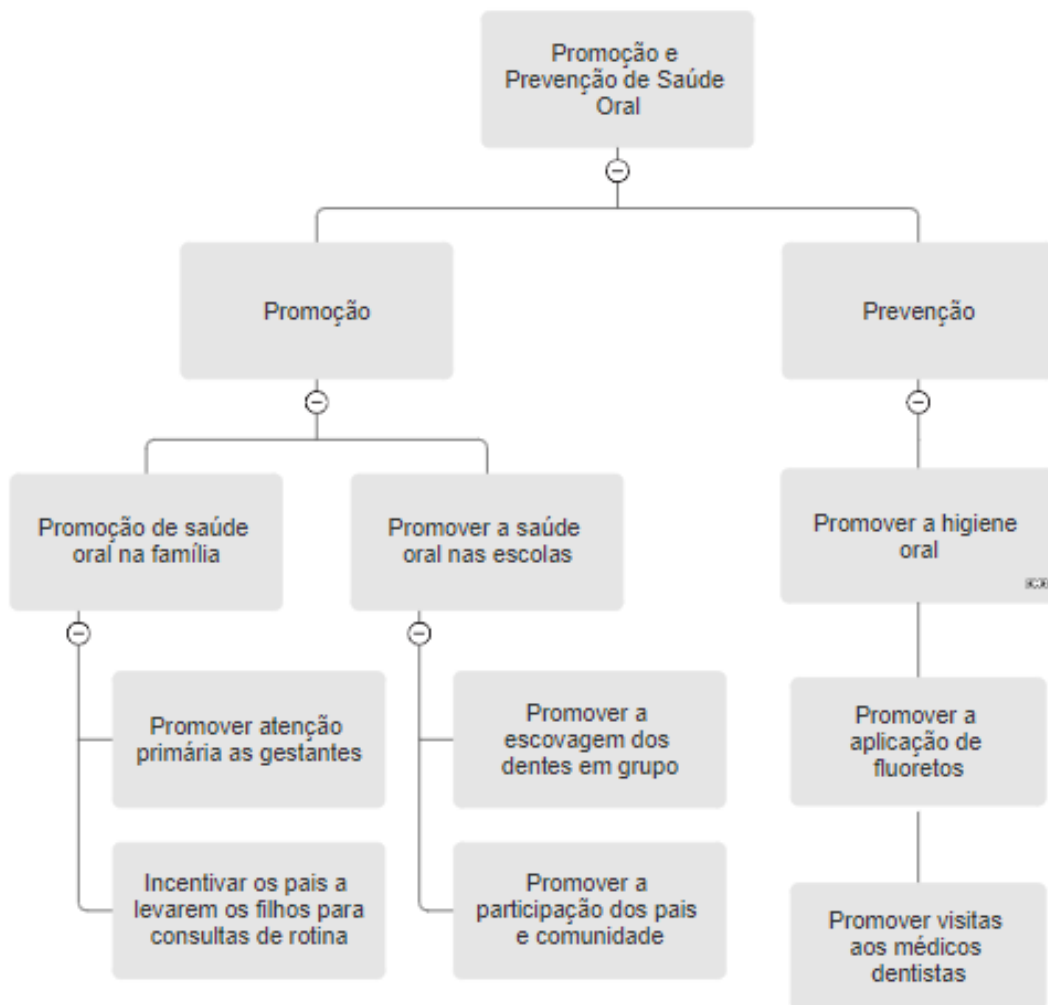 Promoção e
Prevenção de Saúde
Oral
Promoção
Prevenção
Promoção de saúde
oral na família
Promover a saúde
oral nas escolas
Promover a higiene
oral
Promover atenção
primária as gestantes
Promover a
escovagem dos
dentes em grupo
Promover a
aplicação de
fluoretos
Incentivar os pais a
levarem os filhos para
consultas de rotina
Promover a
participação dos pais
e comunidade
Promover visitas
aos médicos
dentistas